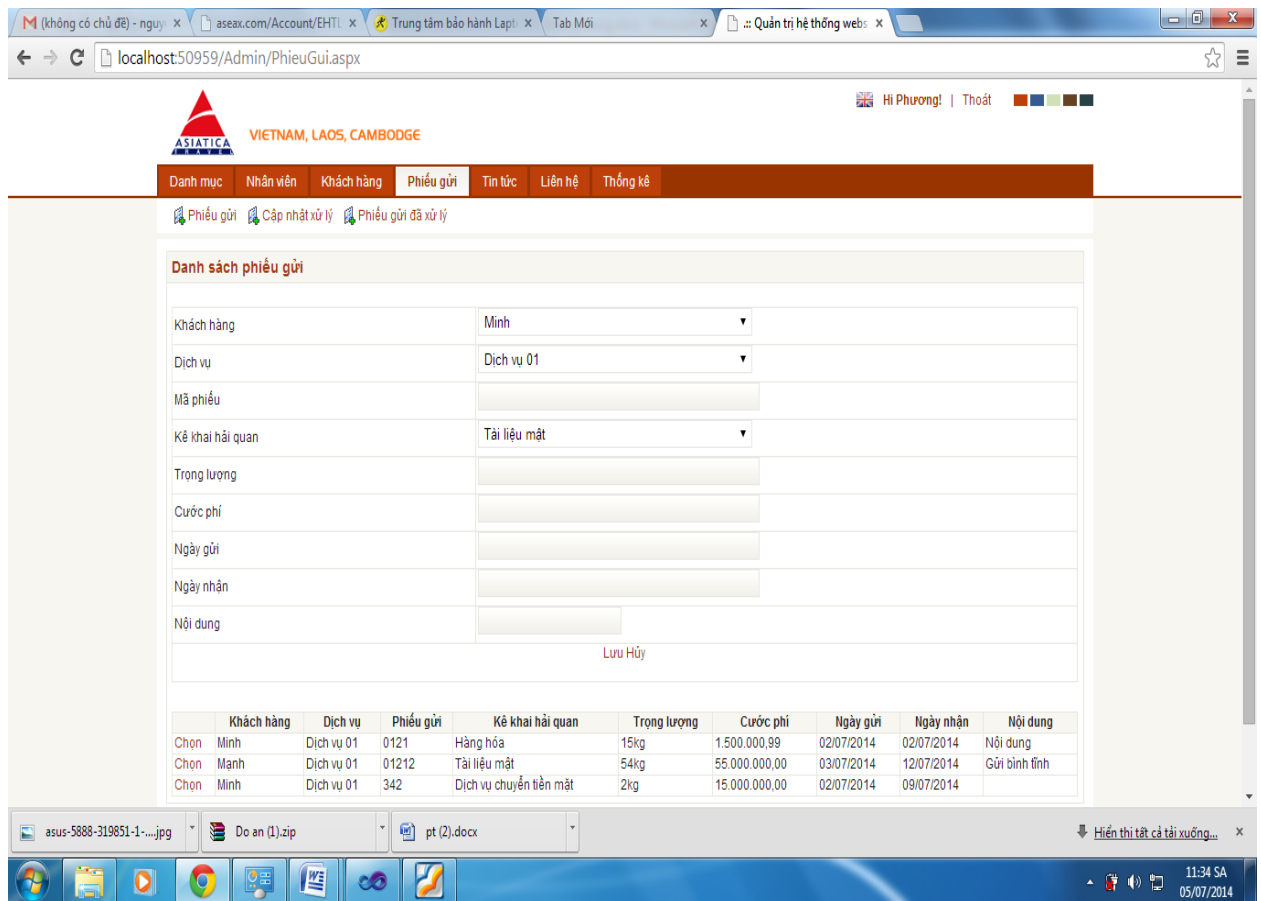 (không có chủ đề) - nguy
aseax.com/Account/EHTL
Trung tâm bảo hành Lapt
Tab Mới
.:: Quản trị hệ thống webs
localhost:50959/Admin/PhieuGui.aspx
Hi Phương! | Thoát
ASIATICA
TRAVEL
VIETNAM, LAOS, CAMBODGE
Danh mục Nhân viên Khách hàng Phiếu gửi Tin tức Liên hệ Thống kê
Phiếu gửi Cập nhật xử lý Phiếu gửi đã xử lý
Danh sách phiếu gửi
Khách hàng Minh
Dịch vụ Dịch vụ 01
Mã phiếu
Kê khai hải quan Tài liệu mật
Trọng lượng
Cước phí
Ngày gửi
Ngày nhận
Nội dung
Lưu Hủy
Khách hàng Dịch vụ Phiếu gửi Kê khai hải quan Trọng lượng Cước phí Ngày gửi Ngày nhận Nội dung
Chọn Minh Dịch vụ 01 0121 Hàng hóa 15kg 1.500.000,99 02/07/2014 02/07/2014 Nội dung
Chọn Mạnh Dịch vụ 01 01212 Tài liệu mật 54kg 55.000.000,00 03/07/2014 12/07/2014 Gửi bình tĩnh
Chọn Minh Dịch vụ 01 342 Dịch vụ chuyển tiền mặt 2kg 15.000.000,00 02/07/2014 09/07/2014
asus-5888-319851-1-....jpg Do an (1).zip pt (2).docx Hiển thị tất cả tải xuống...
11:34 SA
05/07/2014